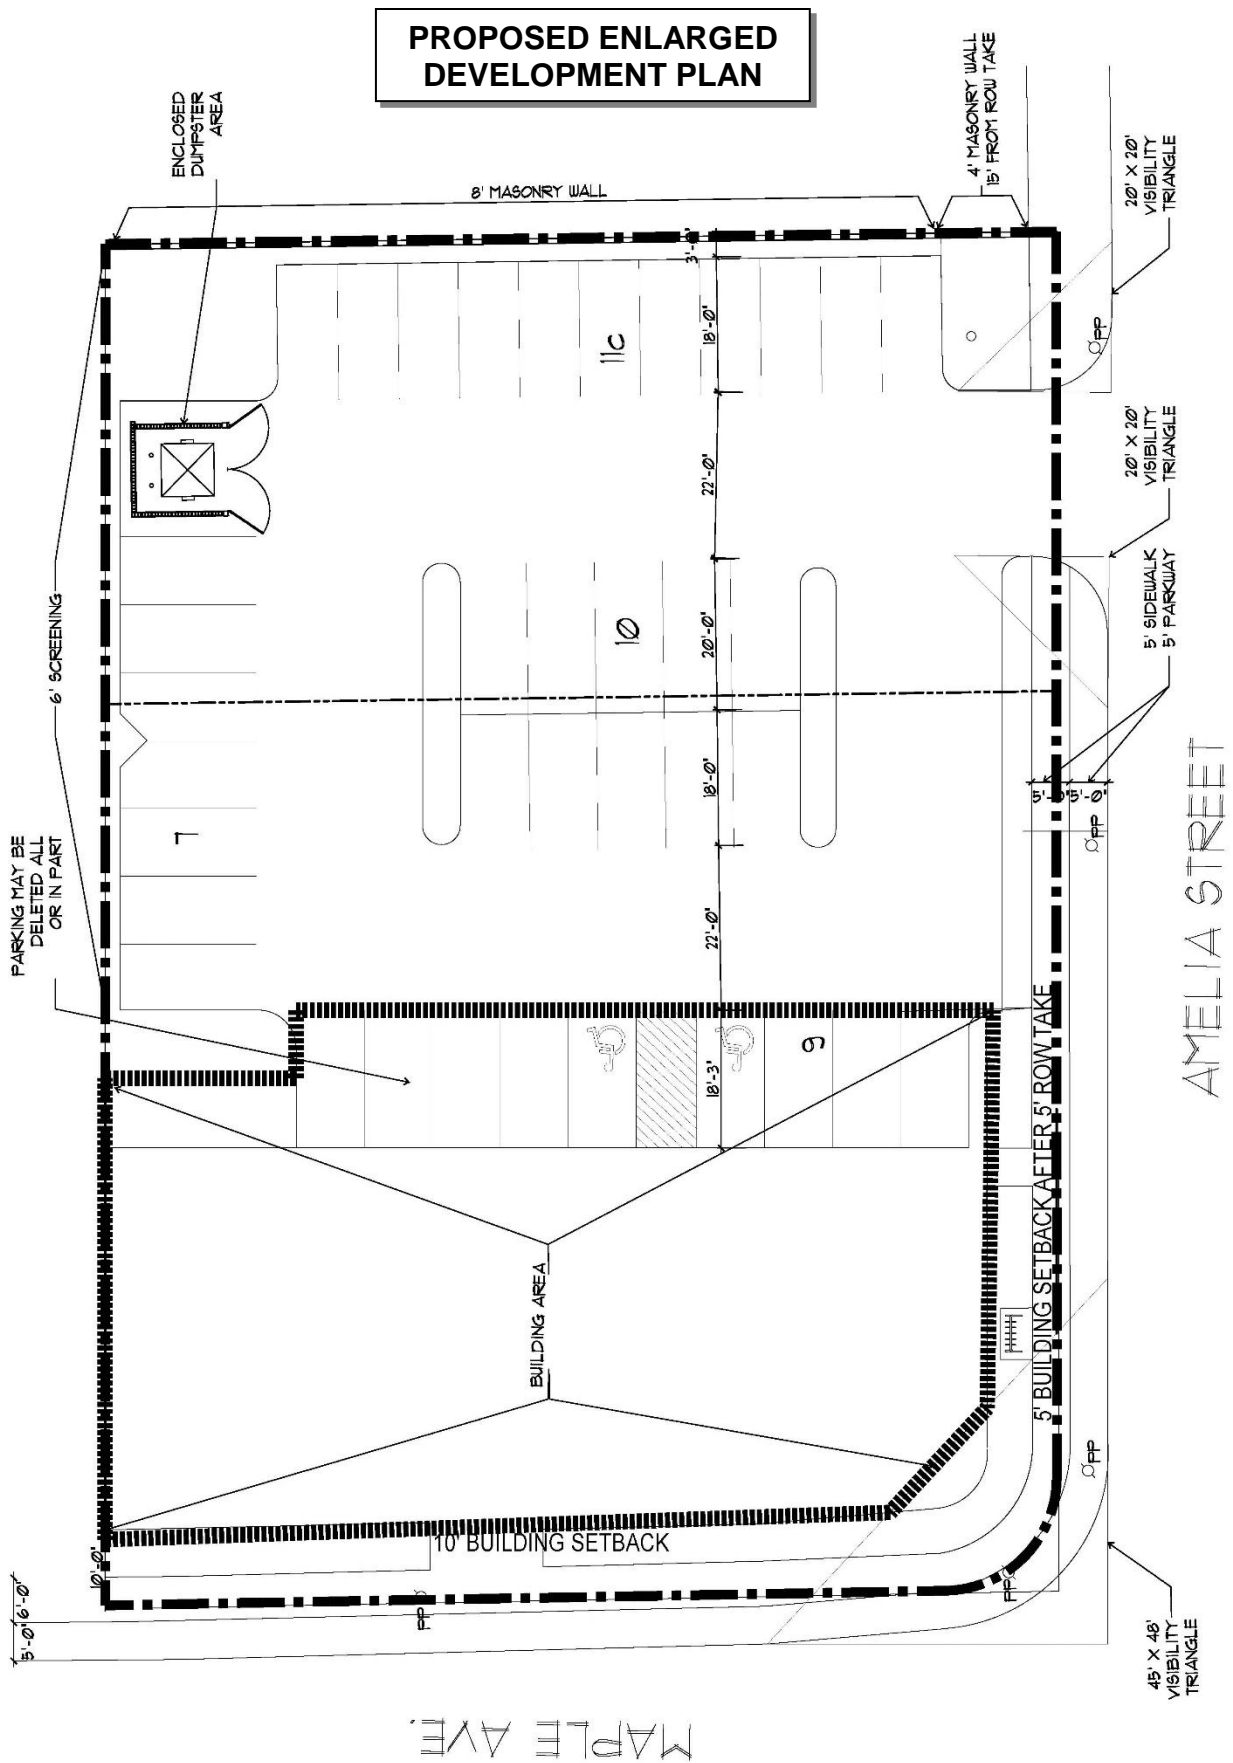 PROPOSED ENLARGED
DEVELOPMENT PLAN
ENCLOSED
DUMPSTER
AREA
8' MASONRY WALL
4' MASONRY WALL
15' FROM ROW TAKE
20' X 20'
VISIBILITY
TRIANGLE
3'-0"
18'-0"
11c
PP
22'-0"
20' X 20'
VISIBILITY
TRIANGLE
6' SCREENING
10
20'-0"
5' SIDEWALK
5' PARKWAY
18'-0"
5'-0"
5'-0"
PP
7
PARKING MAY BE
DELETED ALL
OR IN PART
22'-0"
AMELIA STREET
9
18'-3"
5' BUILDING SETBACK AFTER 5' ROW TAKE
BUILDING AREA
PP
10' BUILDING SETBACK
10'-0"
6'-0"
5'-0"
PP
PP
45' X 48'
VISIBILITY
TRIANGLE
MAPLE AVE.